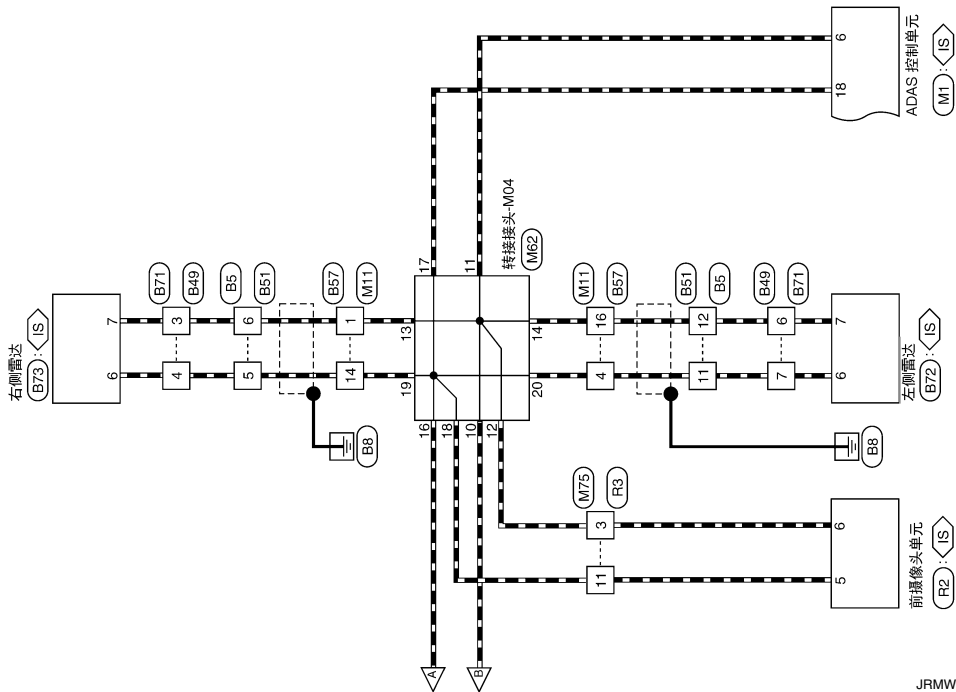 6
18
ADAS 控制单元
M1 : IS
转接接头-M04
M62
17
11
右侧雷达
B73 : IS
7
6
B71
B49
B5
B51
B57
M11
3
6
1
4
5
14
13
19
14
20
16
18
10
12
M11
B57
B51
B5
B49
B71
16
12
6
4
11
7
7
6
左侧雷达
B72 : IS
B8
B8
M75
R3
3
11
6
5
前摄像头单元
R2 : IS
A
B
JRMW